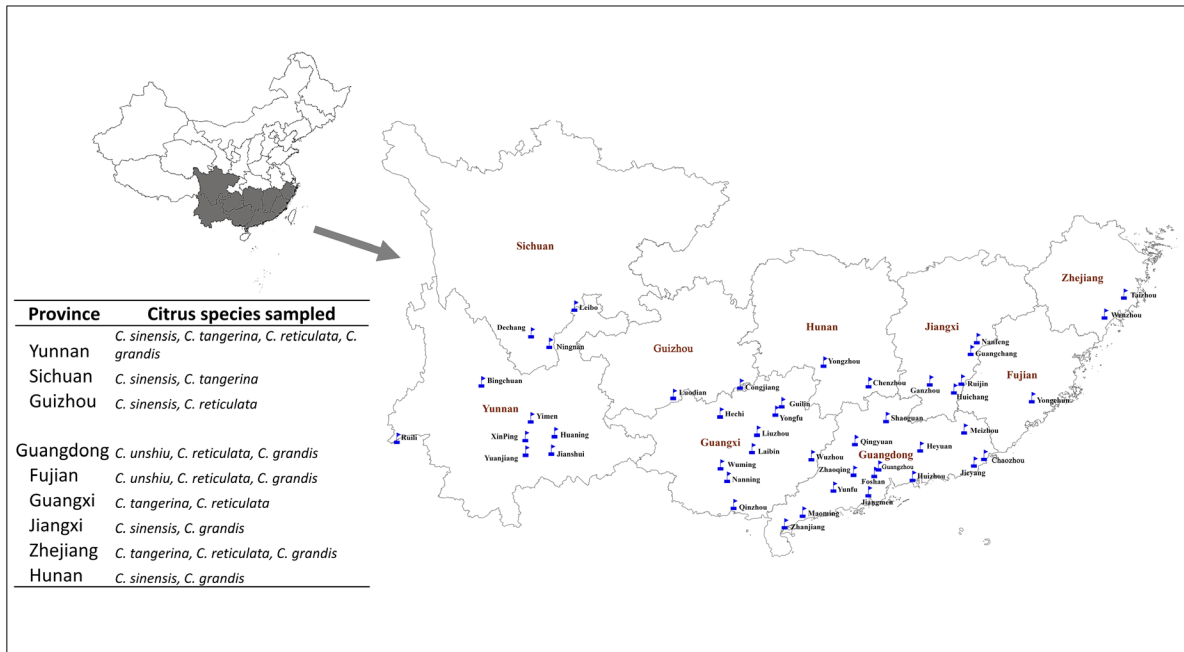 Province Citrus species sampled
Yunnan C. sinensis, C. tangerina, C. reticulata, C.
grandis
Sichuan C. sinensis, C. tangerina
Guizhou C. sinensis, C. reticulata
Guangdong C. unshiu, C. reticulata, C. grandis
Fujian C. unshiu, C. reticulata, C. grandis
Guangxi C. tangerina, C. reticulata
Jiangxi C. sinensis, C. grandis
Zhejiang C. tangerina, C. reticulata, C. grandis
Hunan C. sinensis, C. grandis
Sichuan
Leibo
Dechang
Ningnan
Yunnan
Bingchuan
Yimen
XinPing
Huaning
Yuanjiang
Jianshui
Ruili
Guizhou
Luodian
Congjiang
Guangxi
Hechi
Guilin
Yongfu
Liuzhou
Laibin
Wuming
Nanning
Wuzhou
Qinzhou
Hunan
Yongzhou
Chenzhou
Jiangxi
Nanfeng
Guangchang
Ganzhou
Ruijin
Huichang
Zhejiang
Taizhou
Wenzhou
Fujian
Yongchun
Guangdong
Shaoguan
Meizhou
Qingyuan
Heyuan
Chaozhou
Jieyang
Zhaoqing
Guangzhou
Foshan
Huizhou
Yunfu
Jiangmen
Maoming
Zhanjiang